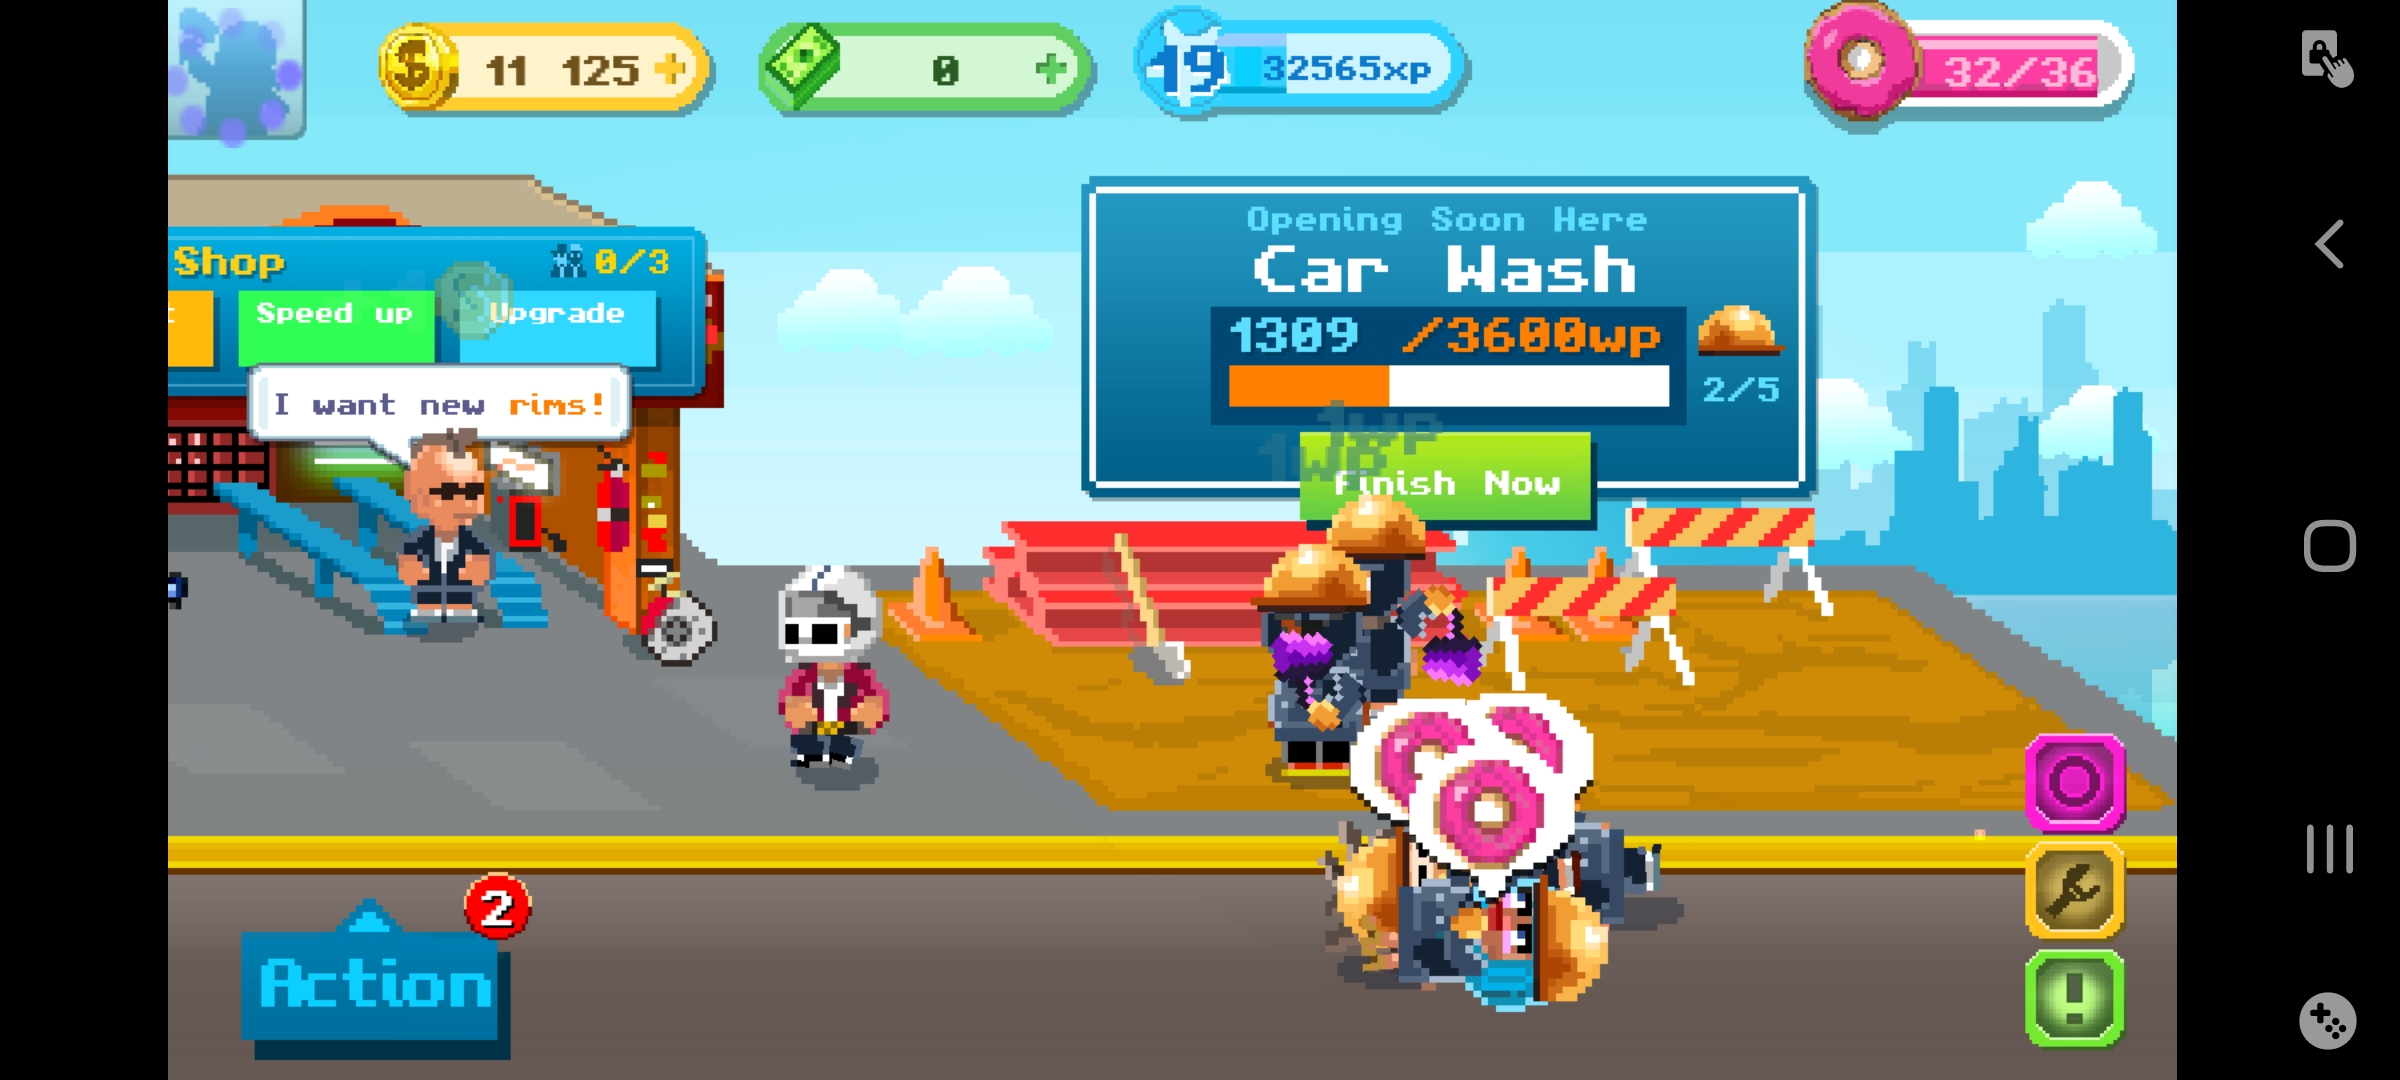 11 125
0
19
32565xp
32/36
Shop
0/3
Speed up
Upgrade
I want new rims!
Opening Soon Here
Car Wash
1309 /3600wp
2/5
1wp
Finish Now
2
Action